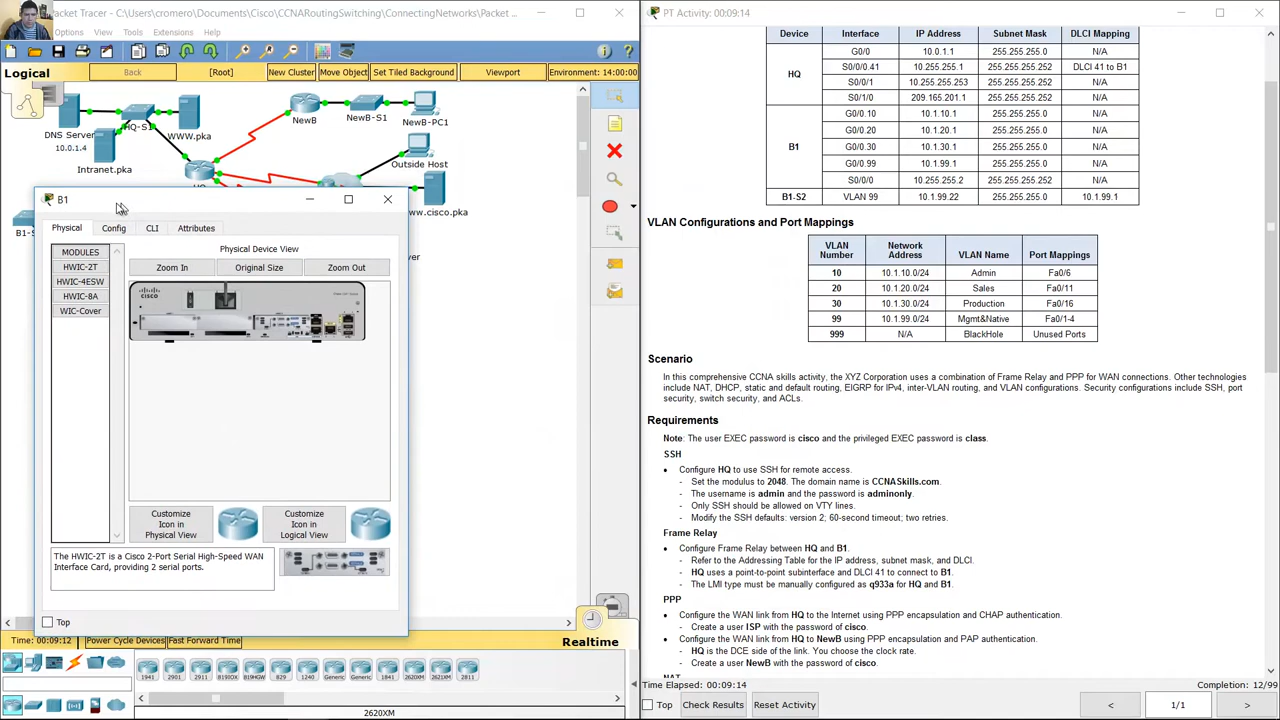 Packet Tracer - C:\Users\cromero\Documents\Cisco\CCNARoutingSwitching\ConnectingNetworks\Packet ...
Options View Tools Extensions Help
Logical Back [Root] New Cluster Move Object Set Tiled Background Viewport Environment: 14:00:00
DNS Server
10.0.1.4
HQ-S1
WWW.pka
Intranet.pka
NewB
NewB-S1
NewB-PC1
Outside Host
B1
Physical Config CLI Attributes
MODULES
HWIC-2T
HWIC-4ESW
HWIC-8A
WIC-Cover
Physical Device View
Zoom In Original Size Zoom Out
Customize
Icon in
Physical View
Customize
Icon in
Logical View
The HWIC-2T is a Cisco 2-Port Serial High-Speed WAN
Interface Card, providing 2 serial ports.
Top
Time: 09:09:12 Power Cycle Devices Fast Forward Time
Realtime
1941 2901 2911 819IOX 819HGW 829 1240 Generic Generic 1841 2620XM 2621XM 2811
2620XM
PT Activity: 00:09:14
Device Interface IP Address Subnet Mask DLCI Mapping
HQ
G0/0 10.0.1.1 255.255.255.0 N/A
S0/0/0.41 10.255.255.1 255.255.255.252 DLCI 41 to B1
S0/0/1 10.255.255.253 255.255.255.252 N/A
S0/1/0 209.165.201.1 255.255.255.252 N/A
B1
G0/0.10 10.1.10.1 255.255.255.0 N/A
G0/0.20 10.1.20.1 255.255.255.0 N/A
G0/0.30 10.1.30.1 255.255.255.0 N/A
G0/0.99 10.1.99.1 255.255.255.0 N/A
S0/0/0 10.255.255.2 255.255.255.252 N/A
B1-S2 VLAN 99 10.1.99.22 255.255.255.0 10.1.99.1
VLAN Configurations and Port Mappings
VLAN Number Network Address VLAN Name Port Mappings
10 10.1.10.0/24 Admin Fa0/6
20 10.1.20.0/24 Sales Fa0/11
30 10.1.30.0/24 Production Fa0/16
99 10.1.99.0/24 Mgmt&Native Fa0/1-4
999 N/A BlackHole Unused Ports
Scenario
In this comprehensive CCNA skills activity, the XYZ Corporation uses a combination of Frame Relay and PPP for WAN connections. Other technologies
include NAT, DHCP, static and default routing, EIGRP for IPv4, inter-VLAN routing, and VLAN configurations. Security configurations include SSH, port
security, switch security, and ACLs.
Requirements
Note: The user EXEC password is cisco and the privileged EXEC password is class.
SSH
• Configure HQ to use SSH for remote access.
- Set the modulus to 2048. The domain name is CCNASkills.com.
- The username is admin and the password is adminonly.
- Only SSH should be allowed on VTY lines.
- Modify the SSH defaults: version 2; 60-second timeout; two retries.
Frame Relay
• Configure Frame Relay between HQ and B1.
- Refer to the Addressing Table for the IP address, subnet mask, and DLCI.
- HQ uses a point-to-point subinterface and DLCI 41 to connect to B1.
- The LMI type must be manually configured as q933a for HQ and B1.
PPP
• Configure the WAN link from HQ to the Internet using PPP encapsulation and CHAP authentication.
- Create a user ISP with the password of cisco.
• Configure the WAN link from HQ to NewB using PPP encapsulation and PAP authentication.
- HQ is the DCE side of the link. You choose the clock rate.
- Create a user NewB with the password of cisco.
NAT
Time Elapsed: 00:09:14 Completion: 12/99
Top Check Results Reset Activity < 1/1 >